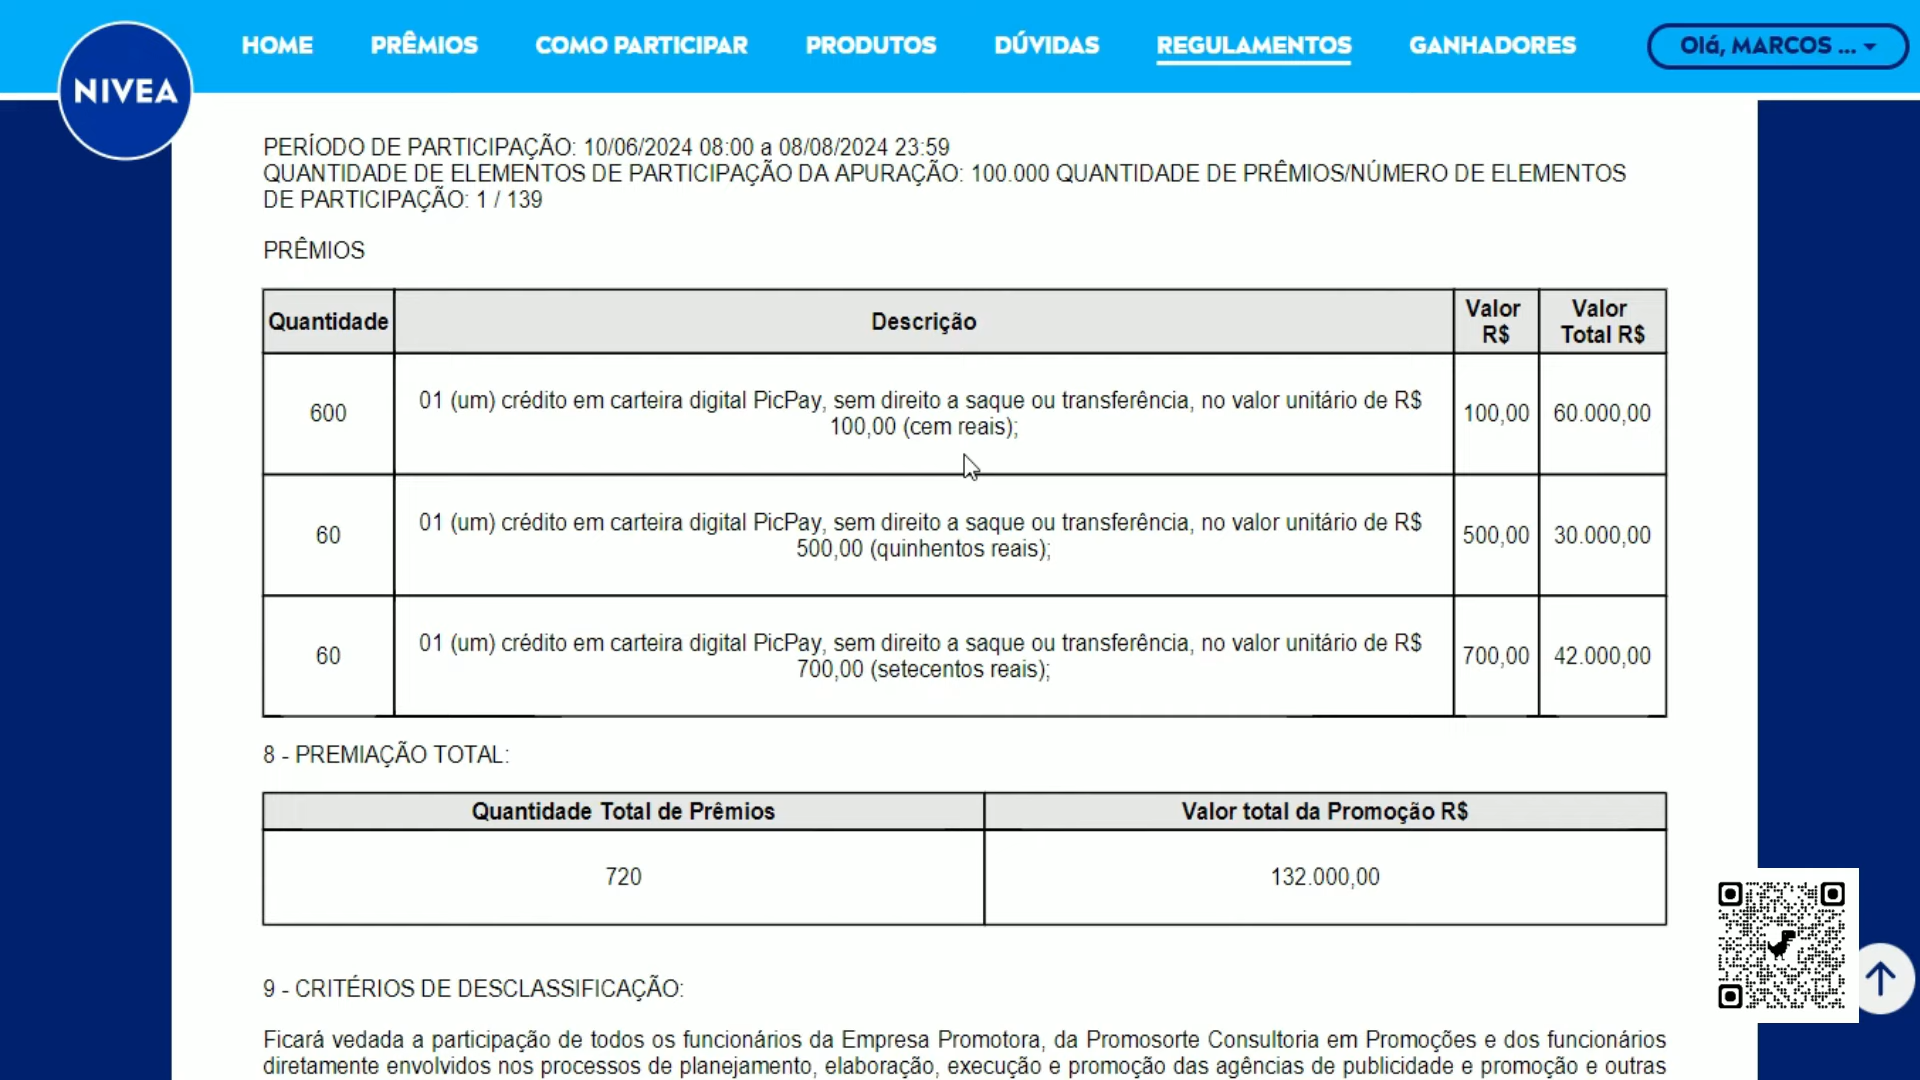 HOME PRÊMIOS COMO PARTICIPAR PRODUTOS DÚVIDAS REGULAMENTOS GANHADORES Olá, MARCOS ...
NIVEA
PERÍODO DE PARTICIPAÇÃO: 10/06/2024 08:00 a 08/08/2024 23:59
QUANTIDADE DE ELEMENTOS DE PARTICIPAÇÃO DA APURAÇÃO: 100.000 QUANTIDADE DE PRÊMIOS/NÚMERO DE ELEMENTOS
DE PARTICIPAÇÃO: 1 / 139
PRÊMIOS
Quantidade Descrição Valor R$ Valor Total R$
600 01 (um) crédito em carteira digital PicPay, sem direito a saque ou transferência, no valor unitário de R$
100,00 (cem reais); 100,00 60.000,00
60 01 (um) crédito em carteira digital PicPay, sem direito a saque ou transferência, no valor unitário de R$
500,00 (quinhentos reais); 500,00 30.000,00
60 01 (um) crédito em carteira digital PicPay, sem direito a saque ou transferência, no valor unitário de R$
700,00 (setecentos reais); 700,00 42.000,00
8 - PREMIAÇÃO TOTAL:
Quantidade Total de Prêmios Valor total da Promoção R$
720 132.000,00
9 - CRITÉRIOS DE DESCLASSIFICAÇÃO:
Ficará vedada a participação de todos os funcionários da Empresa Promotora, da Promosorte Consultoria em Promoções e dos funcionários
diretamente envolvidos nos processos de planejamento, elaboração, execução e promoção das agências de publicidade e promoção e outras